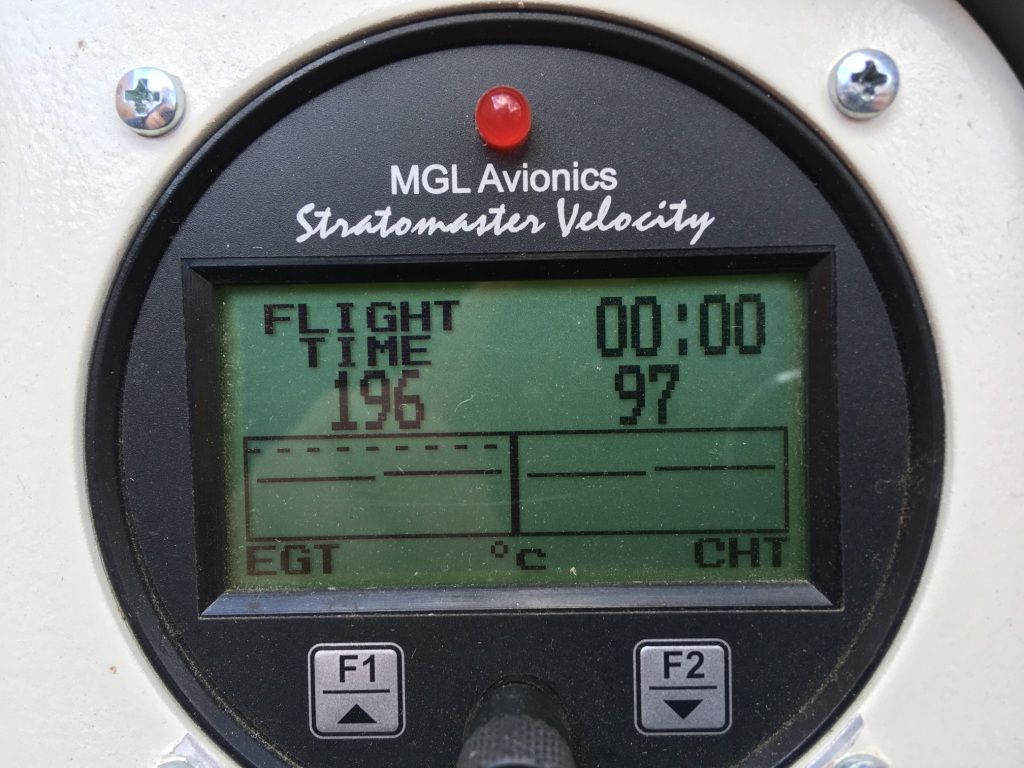 MGL Avionics
Stratomaster Velocity
FLIGHT TIME 00:00
196 97
EGT °C CHT
F1 F2